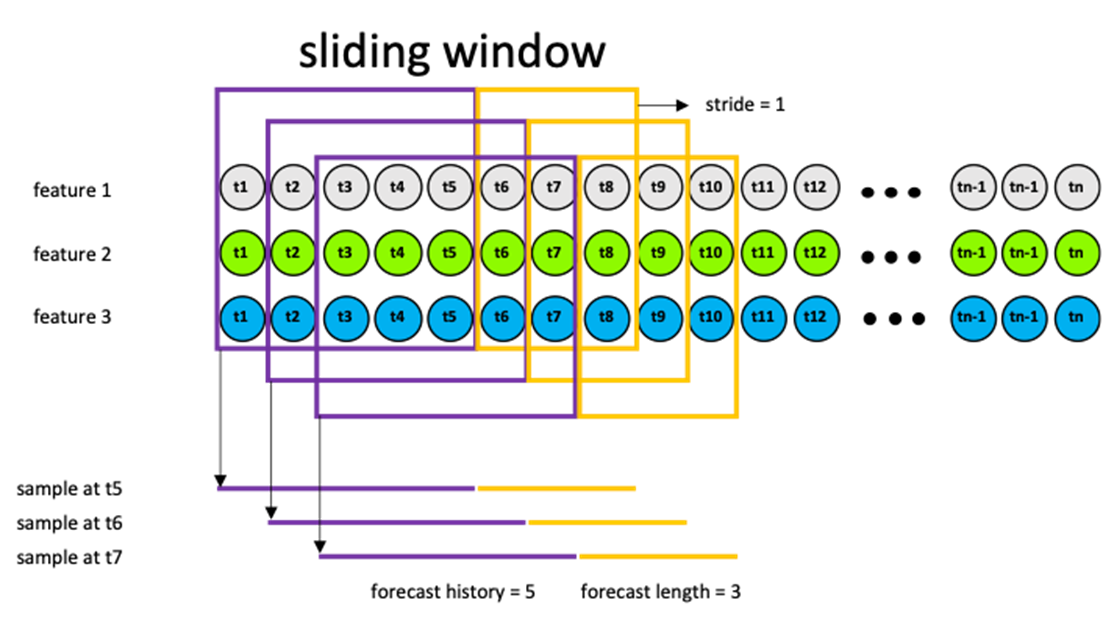 sliding window
stride = 1
feature 1 t1 t2 t3 t4 t5 t6 t7 t8 t9 t10 t11 t12 tn-1 tn-1 tn
feature 2 t1 t2 t3 t4 t5 t6 t7 t8 t9 t10 t11 t12 tn-1 tn-1 tn
feature 3 t1 t2 t3 t4 t5 t6 t7 t8 t9 t10 t11 t12 tn-1 tn-1 tn
sample at t5
sample at t6
sample at t7
forecast history = 5 forecast length = 3